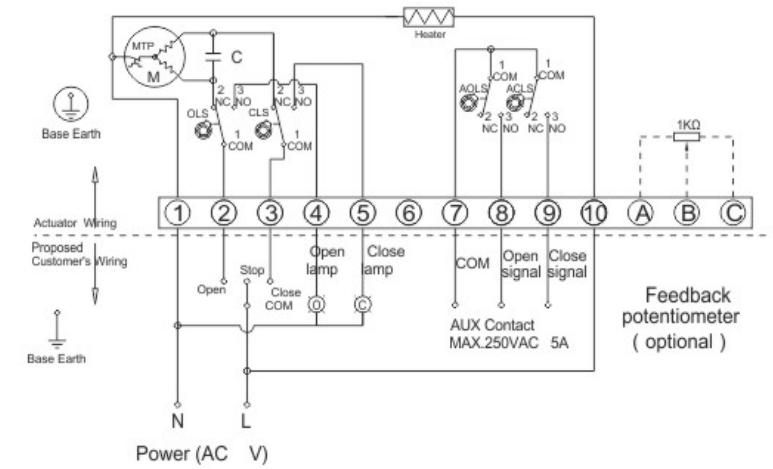 Heater
MTP
M
C
2 3
NC NO
OLS
1
COM
2 3
NC NO
CLS
1
COM
1
COM
AOLS
2 3
NC NO
1
COM
ACLS
2 3
NC NO
1KΩ
Base Earth
1 2 3 4 5 6 7 8 9 10 A B C
Actuator Wiring
Proposed
Customer's Wiring
Open
Stop
Close
COM
Open
lamp
Close
lamp
O
C
COM
Open
signal
Close
signal
AUX Contact
MAX.250VAC 5A
Feedback
potentiometer
( optional )
Base Earth
N L
Power (AC V)